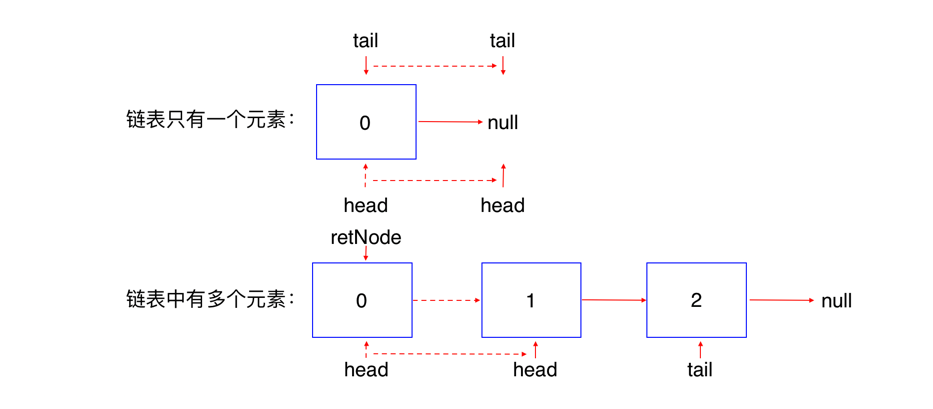 tail tail
链表只有一个元素： 0 null
head head
retNode
链表中有多个元素： 0 1 2 null
head head tail